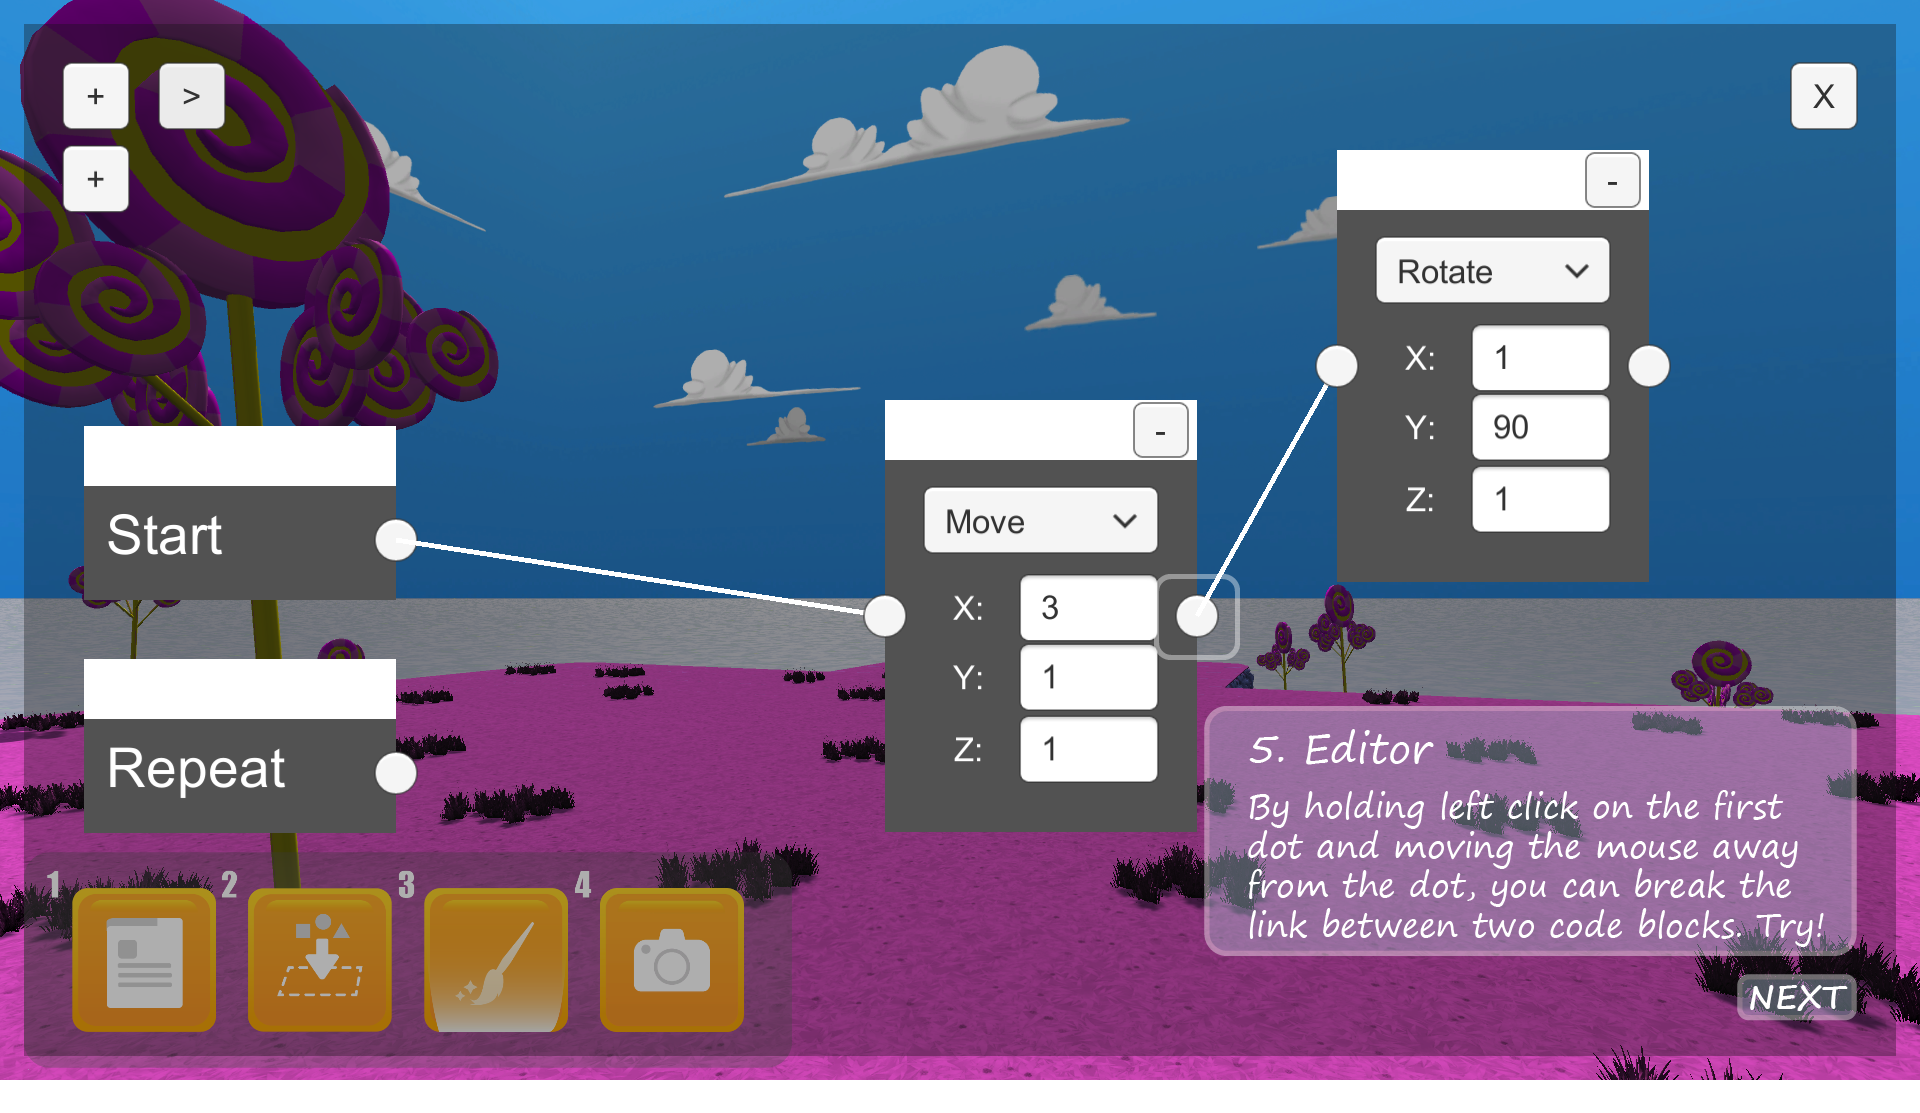 + >
X
+
-
Rotate
X: 1
Y: 90
Z: 1
-
Move
X: 3
Y: 1
Z: 1
Start
Repeat
5. Editor
By holding left click on the first
dot and moving the mouse away
from the dot, you can break the
link between two code blocks. Try!
NEXT
1 2 3 4